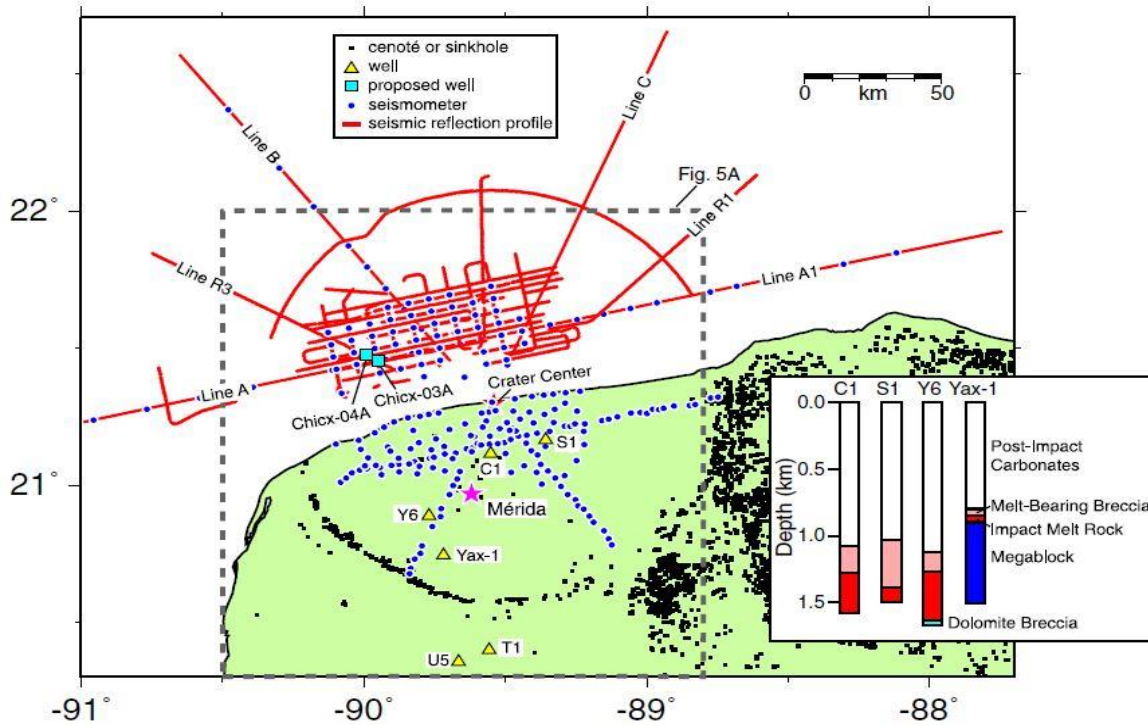 cenoté or sinkhole
well
proposed well
seismometer
seismic reflection profile
0 km 50
Line B
Line C
Fig. 5A
22°
Line R1
Line R3
Line A1
Line A
Crater Center
Chicx-04A
Chicx-03A
S1
C1
21°
Mérida
Y6
Yax-1
T1
U5
C1 S1 Y6 Yax-1
0.0
0.5
1.0
1.5
Depth (km)
Post-Impact
Carbonates
Melt-Bearing Breccia
Impact Melt Rock
Megablock
Dolomite Breccia
-91° -90° -89° -88°